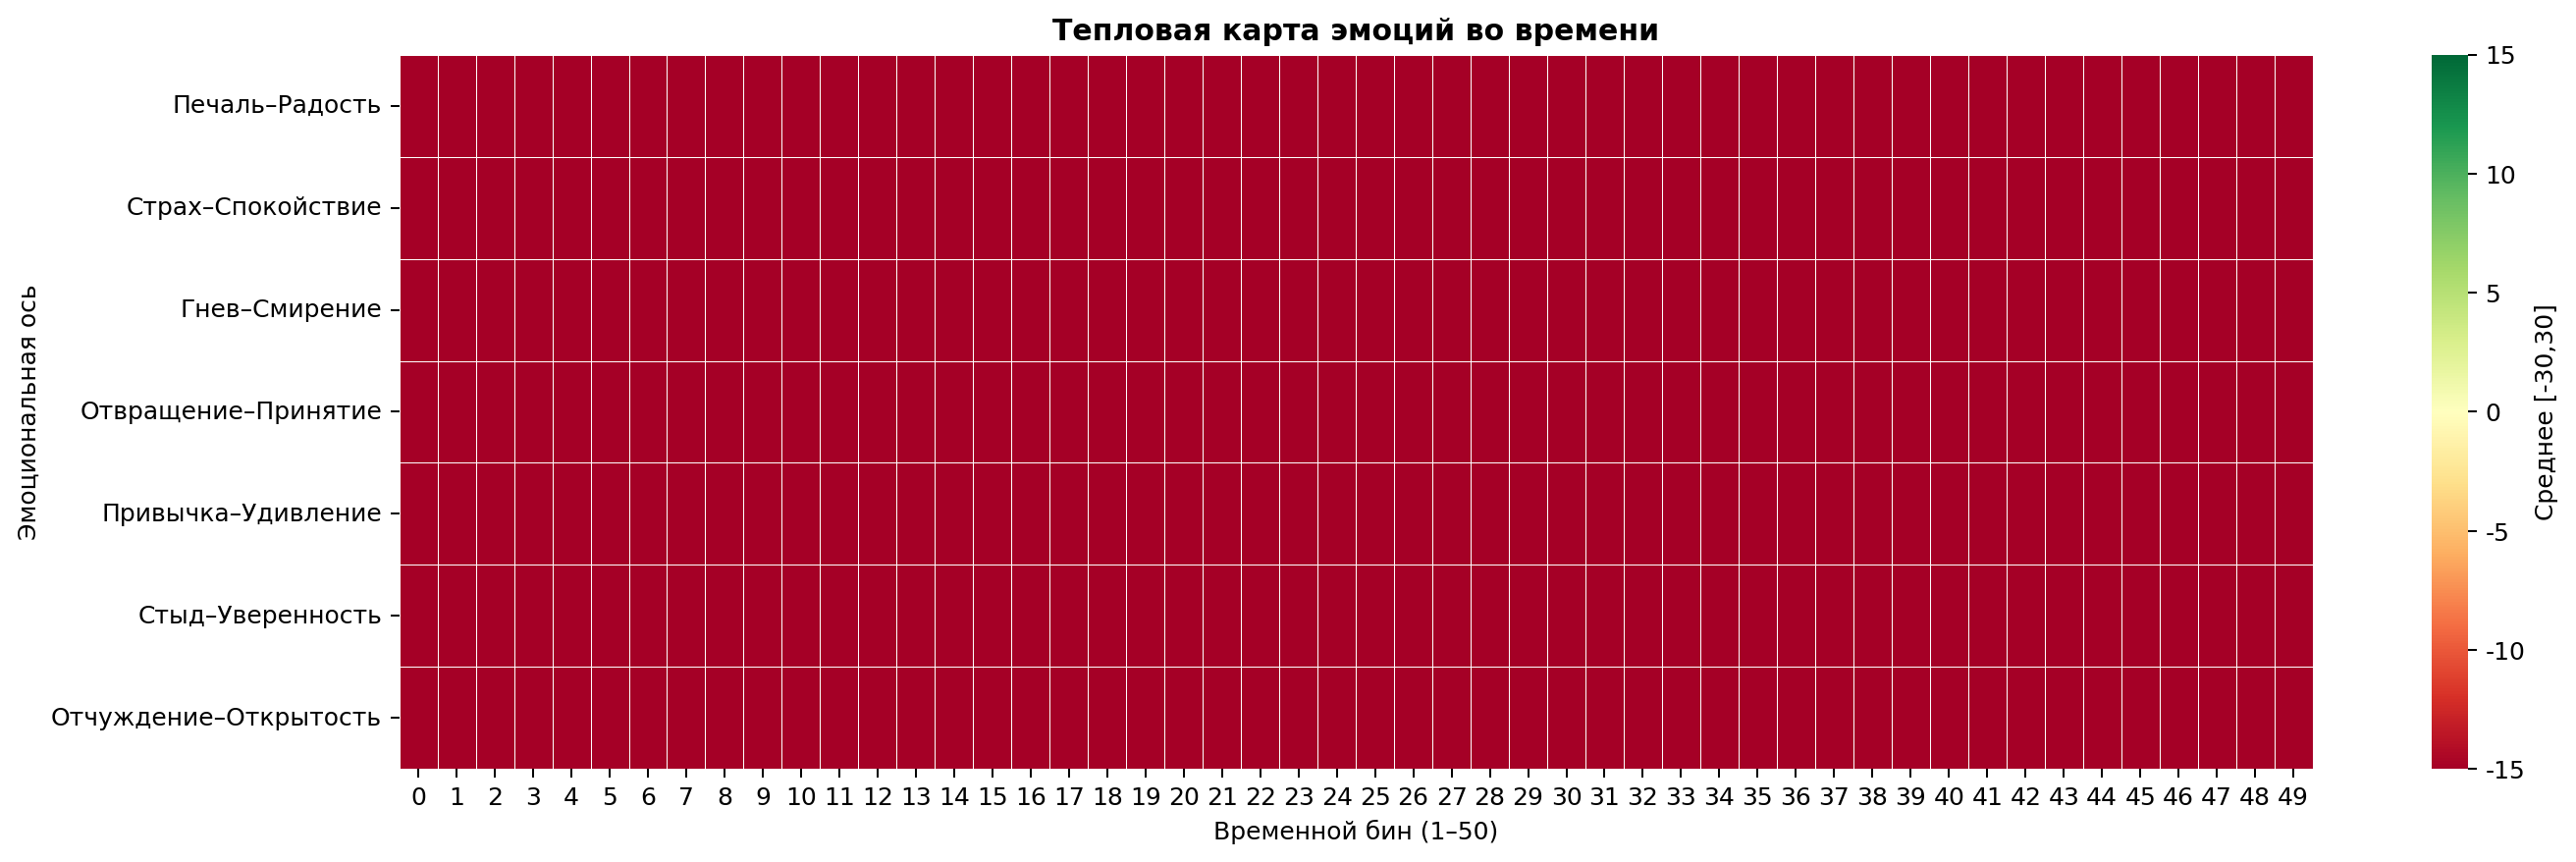 Тепловая карта эмоций во времени
Эмоциональная ось
Печаль–Радость
Страх–Спокойствие
Гнев–Смирение
Отвращение–Принятие
Привычка–Удивление
Стыд–Уверенность
Отчуждение–Открытость
0 1 2 3 4 5 6 7 8 9 10 11 12 13 14 15 16 17 18 19 20 21 22 23 24 25 26 27 28 29 30 31 32 33 34 35 36 37 38 39 40 41 42 43 44 45 46 47 48 49
Временной бин (1–50)
15
10
5
0
-5
-10
-15
Среднее [-30,30]